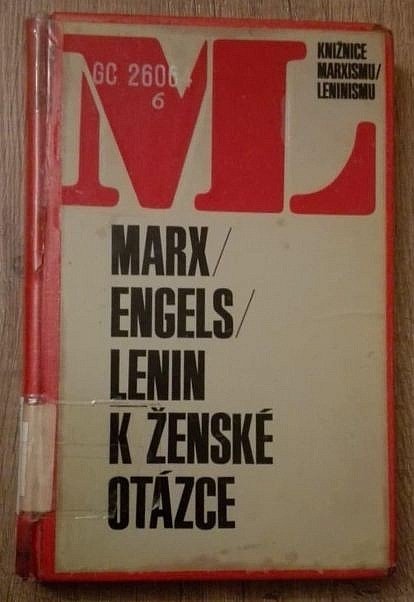 ML
KNIŽNICE
MARXISMU/
LENINISMU
GC 2606
6
MARX/
ENGELS/
LENIN
K ŽENSKÉ
OTÁZCE